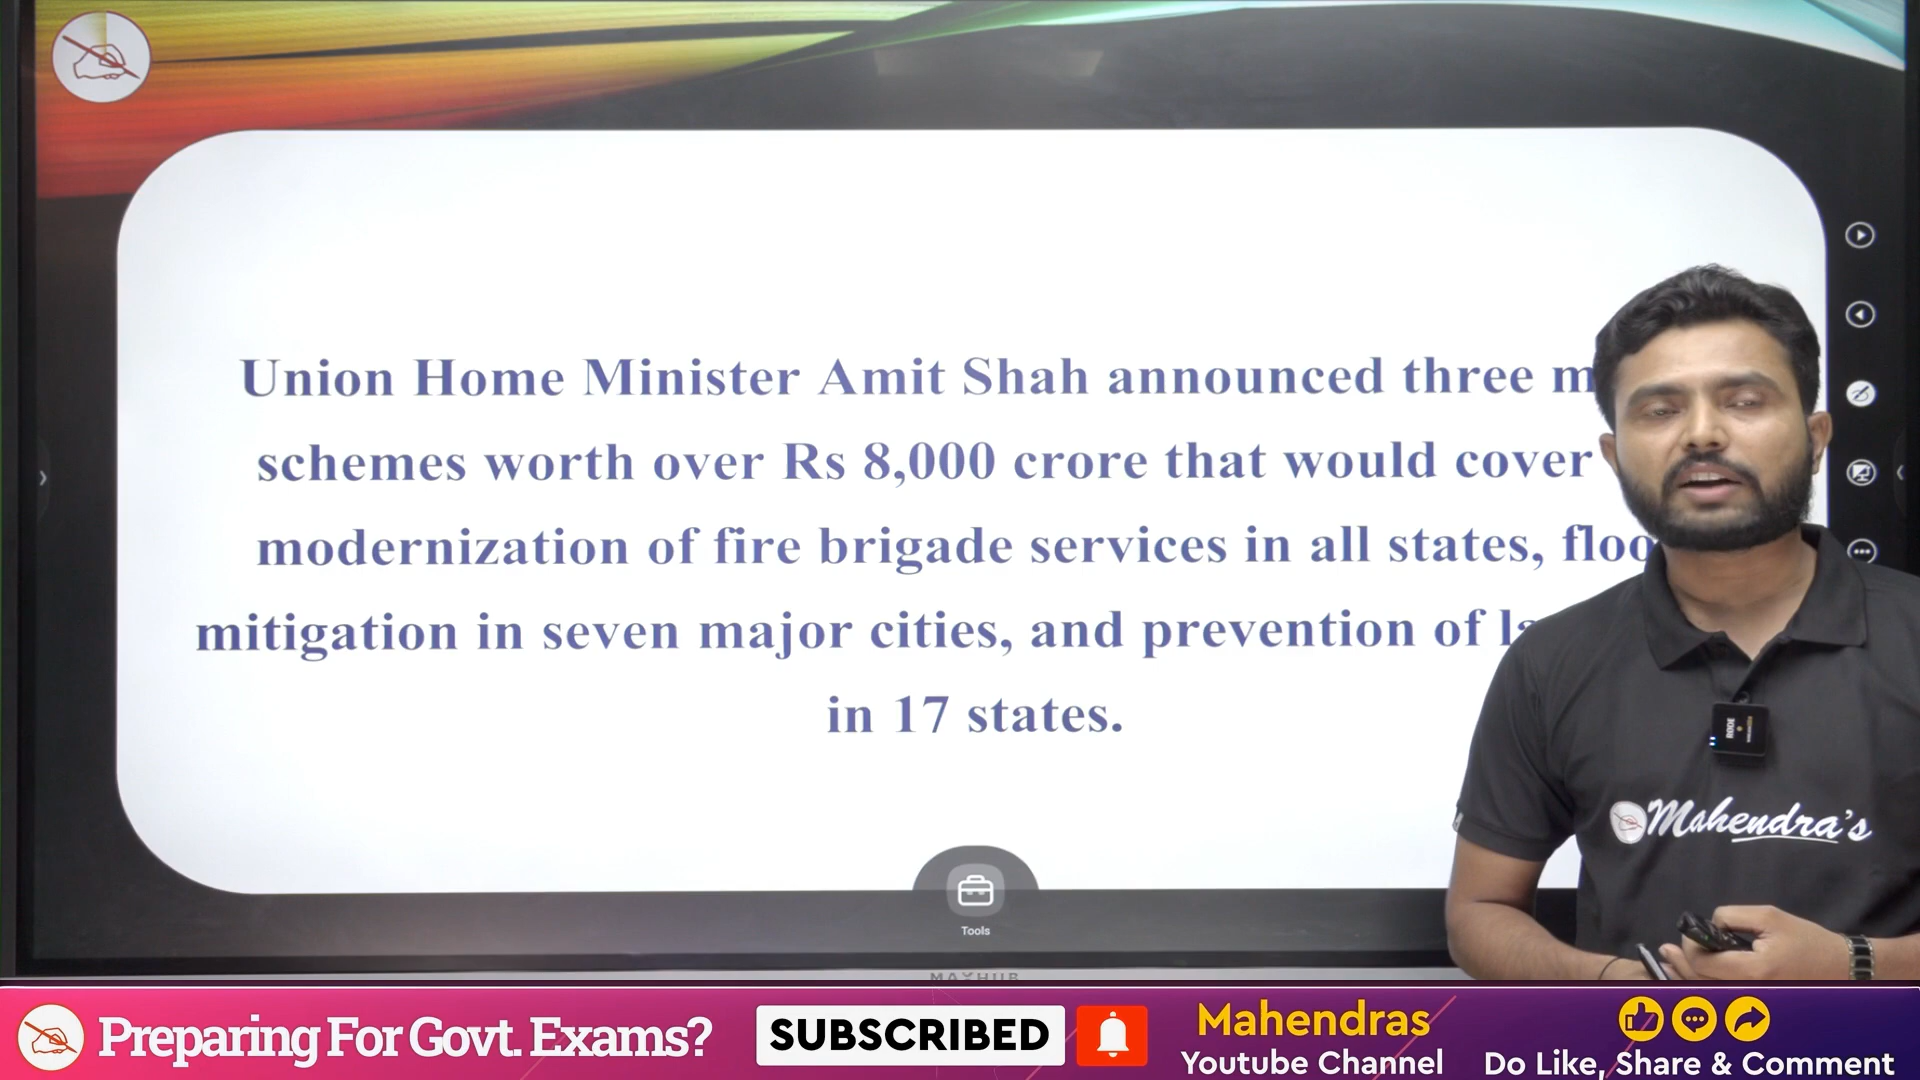 Union Home Minister Amit Shah announced three
schemes worth over Rs 8,000 crore that would cover
modernization of fire brigade services in all states,
mitigation in seven major cities, and prevention of
in 17 states.
RODE
Mahendra's
Tools
MAXHUB
Preparing For Govt. Exams?
SUBSCRIBED
Mahendras
Youtube Channel
Do Like, Share & Comment